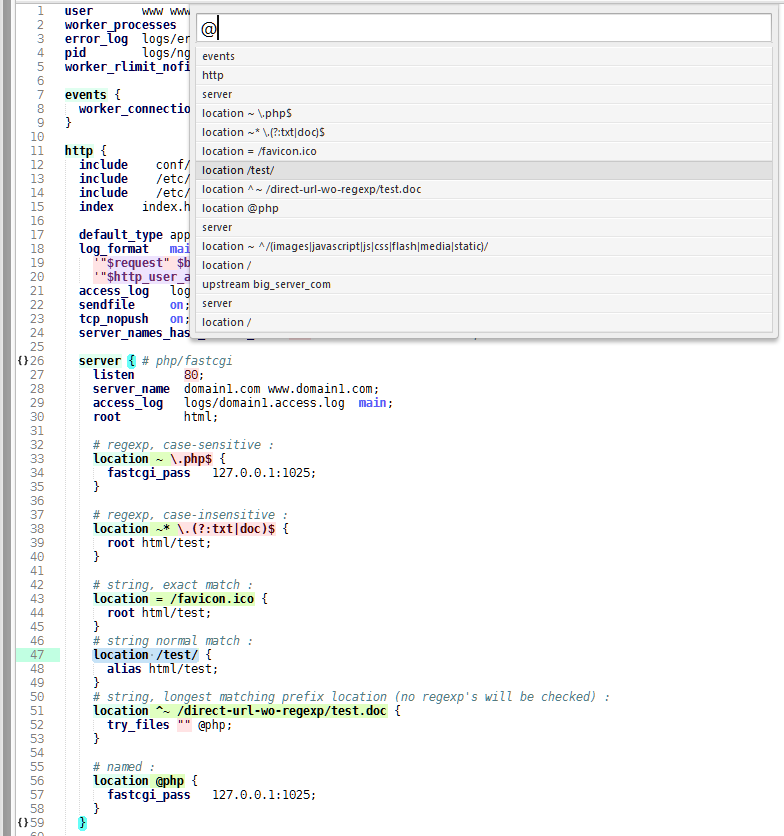 1 user www www
2 worker_processes
3 error_log logs/er
4 pid logs/ng
5 worker_rlimit_nofi
6
7 events {
8 worker_connectio
9 }
10
11 http {
12 include conf/
13 include /etc/
14 include /etc/
15 index index.h
16
17 default_type app
18 log_format mai
19 '"$request" $b
20 '"$http_user_a
21 access_log log
22 sendfile on;
23 tcp_nopush on;
24 server_names_has
25
@
events
http
server
location ~ \.php$
location ~* \.(?:txt|doc)$
location = /favicon.ico
location /test/
location ^~ /direct-url-wo-regexp/test.doc
location @php
server
location ~ ^/(images|javascript|js|css|flash|media|static)/
location /
upstream big_server_com
server
location /
{}26 server { # php/fastcgi
27 listen 80;
28 server_name domain1.com www.domain1.com;
29 access_log logs/domain1.access.log main;
30 root html;
31
32 # regexp, case-sensitive :
33 location ~ \.php$ {
34 fastcgi_pass 127.0.0.1:1025;
35 }
36
37 # regexp, case-insensitive :
38 location ~* \.(?:txt|doc)$ {
39 root html/test;
40 }
41
42 # string, exact match :
43 location = /favicon.ico {
44 root html/test;
45 }
46 # string normal match :
47 location /test/ {
48 alias html/test;
49 }
50 # string, longest matching prefix location (no regexp's will be checked) :
51 location ^~ /direct-url-wo-regexp/test.doc {
52 try_files "" @php;
53 }
54
55 # named :
56 location @php {
57 fastcgi_pass 127.0.0.1:1025;
58 }
{}59 }